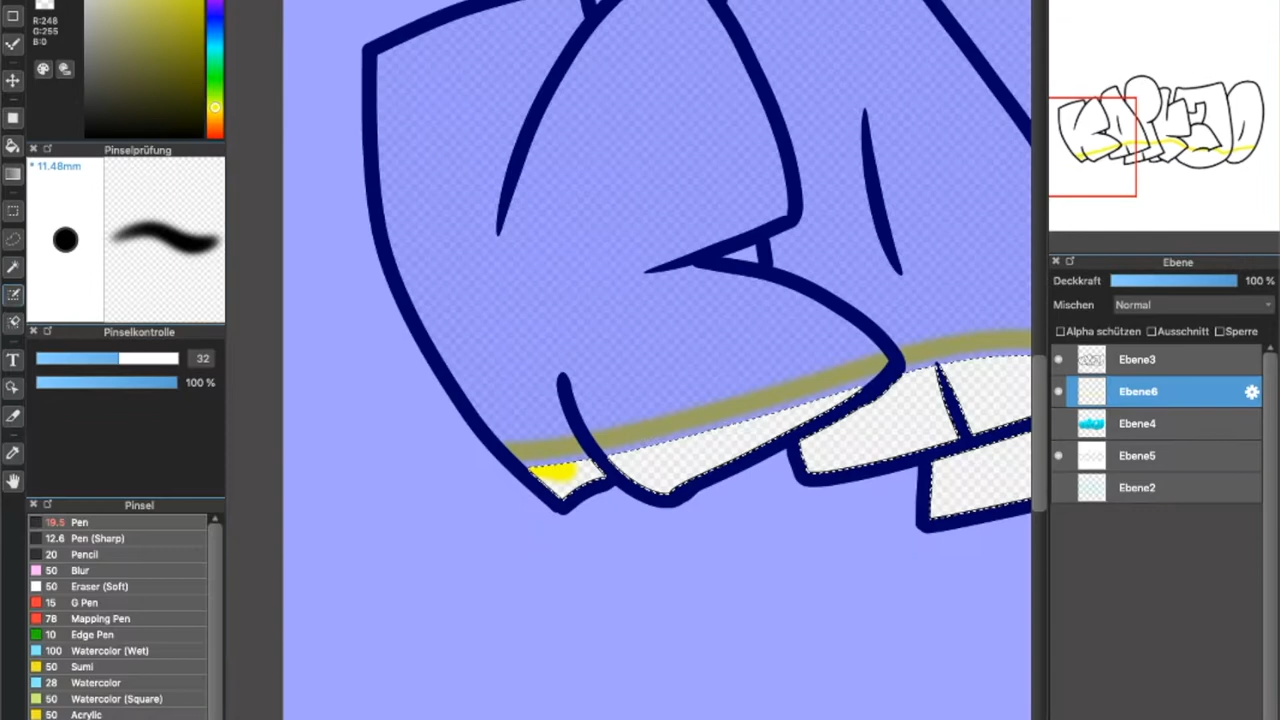 R:248
G:255
B:0
Pinselprüfung
* 11.48mm
Pinselkontrolle
32
100 %
Pinsel
19.5 Pen
12.6 Pen (Sharp)
20 Pencil
50 Blur
50 Eraser (Soft)
15 G Pen
78 Mapping Pen
10 Edge Pen
100 Watercolor (Wet)
50 Sumi
28 Watercolor
50 Watercolor (Square)
50 Acrylic
T
Ebene
Deckkraft 100 %
Mischen Normal
Alpha schützen Ausschnitt Sperre
Ebene3
Ebene6
Ebene4
Ebene5
Ebene2